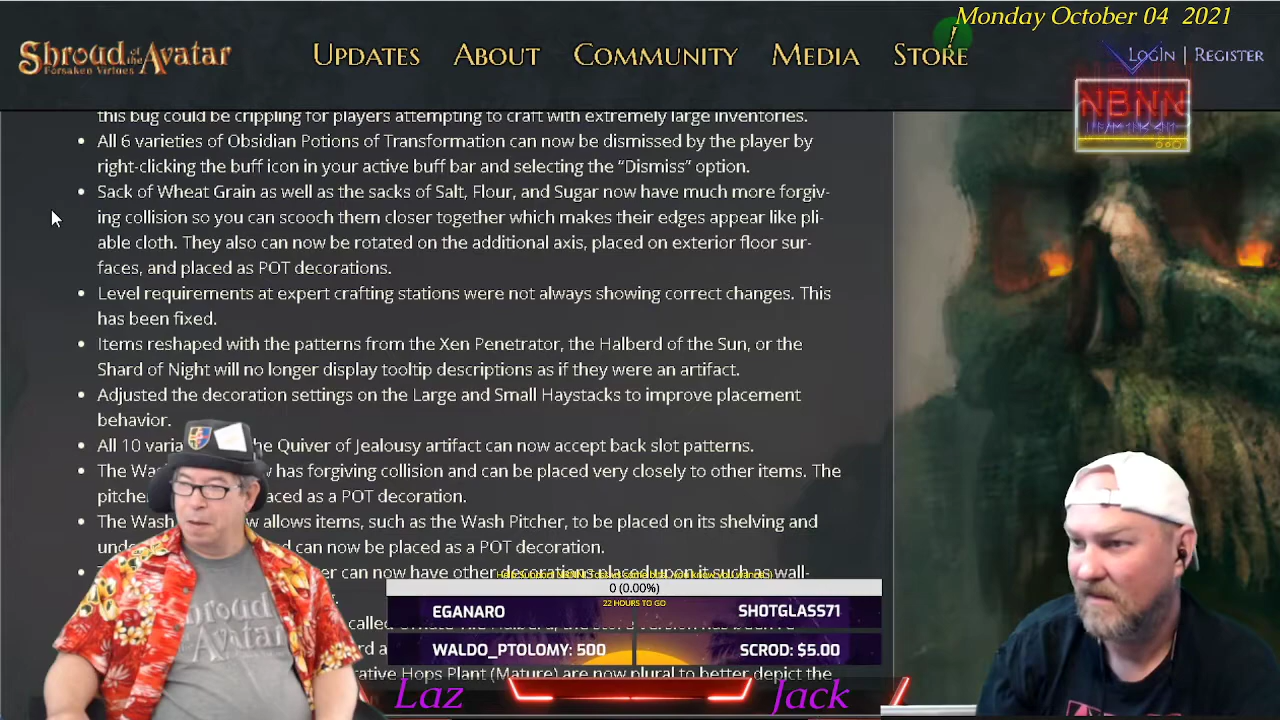 Monday October 04 2021
Shroud of the Avatar
Forsaken Virtues
UPDATES ABOUT COMMUNITY MEDIA STORE
LOGIN | REGISTER
NBNN
this bug could be crippling for players attempting to craft with extremely large inventories.
• All 6 varieties of Obsidian Potions of Transformation can now be dismissed by the player by
right-clicking the buff icon in your active buff bar and selecting the “Dismiss” option.
• Sack of Wheat Grain as well as the sacks of Salt, Flour, and Sugar now have much more forgiv-
ing collision so you can scooch them closer together which makes their edges appear like pli-
able cloth. They also can now be rotated on the additional axis, placed on exterior floor sur-
faces, and placed as POT decorations.
• Level requirements at expert crafting stations were not always showing correct changes. This
has been fixed.
• Items reshaped with the patterns from the Xen Penetrator, the Halberd of the Sun, or the
Shard of Night will no longer display tooltip descriptions as if they were an artifact.
• Adjusted the decoration settings on the Large and Small Haystacks to improve placement
behavior.
• All 10 varia he Quiver of Jealousy artifact can now accept back slot patterns.
• The Was w has forgiving collision and can be placed very closely to other items. The
pitche aced as a POT decoration.
• The Wash w allows items, such as the Wash Pitcher, to be placed on its shelving and
und d can now be placed as a POT decoration.
er can now have other decorations placed upon it such as wall-
0 (0.00%)
22 HOURS TO GO
EGANARO SHOTGLASS71
WALDO_PTOLOMY: 500 SCROD: $5.00
called
rd a
rative Hops Plant (Mature) are now plural to better depict the
Shroud of the Avatar
Laz Jack